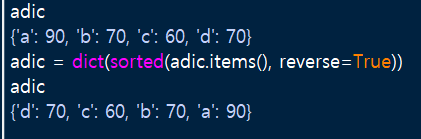 adic
{'a': 90, 'b': 70, 'c': 60, 'd': 70}
adic = dict(sorted(adic.items(), reverse=True))
adic
{'d': 70, 'c': 60, 'b': 70, 'a': 90}